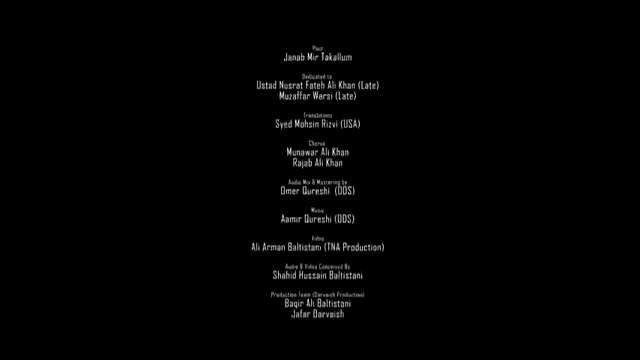 Poet
Janab Mir Takallum
Dedicated to
Ustad Nusrat Fateh Ali Khan (Late)
Muzaffar Warsi (Late)
Translations
Syed Mohsin Rizvi (USA)
Chorus
Munawar Ali Khan
Rajab Ali Khan
Audio Mix & Mastering by
Omer Qureshi (ODS)
Music
Aamir Qureshi (ODS)
Video
Ali Arman Baltistani (TNA Production)
Audio & Video Conceived By
Shahid Hussain Baltistani
Production Team (Darvaish Production)
Baqir Ali Baltistani
Jafar Darvaish